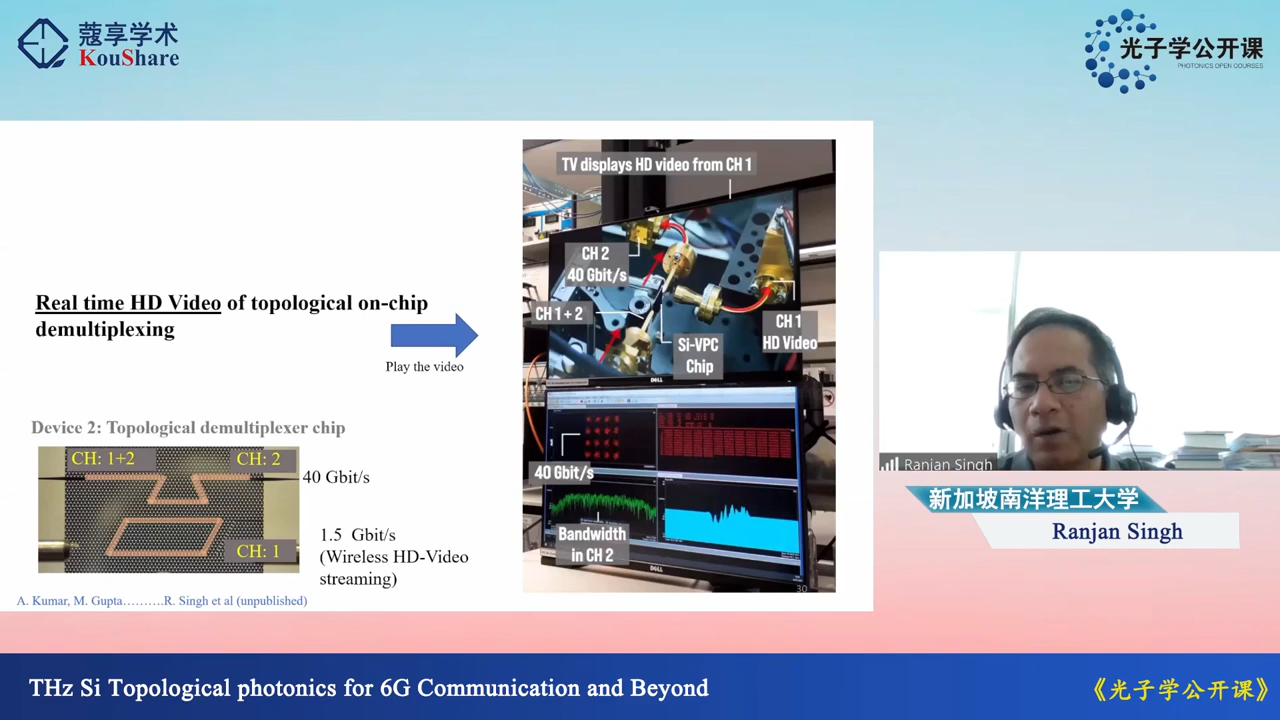 蔻享学术
KouShare
光子学公开课
PHOTONICS OPEN COURSES
Real time HD Video of topological on-chip
demultiplexing
Play the video
Device 2: Topological demultiplexer chip
CH: 1+2
CH: 2
40 Gbit/s
CH: 1
1.5 Gbit/s
(Wireless HD-Video
streaming)
A. Kumar, M. Gupta……….R. Singh et al (unpublished)
TV displays HD video from CH 1
CH 2
40 Gbit/s
CH 1 + 2
Si-VPC
Chip
CH 1
HD Video
DELL
40 Gbit/s
Bandwidth
in CH 2
DELL
30
Ranjan Singh
新加坡南洋理工大学
Ranjan Singh
THz Si Topological photonics for 6G Communication and Beyond
《光子学公开课》